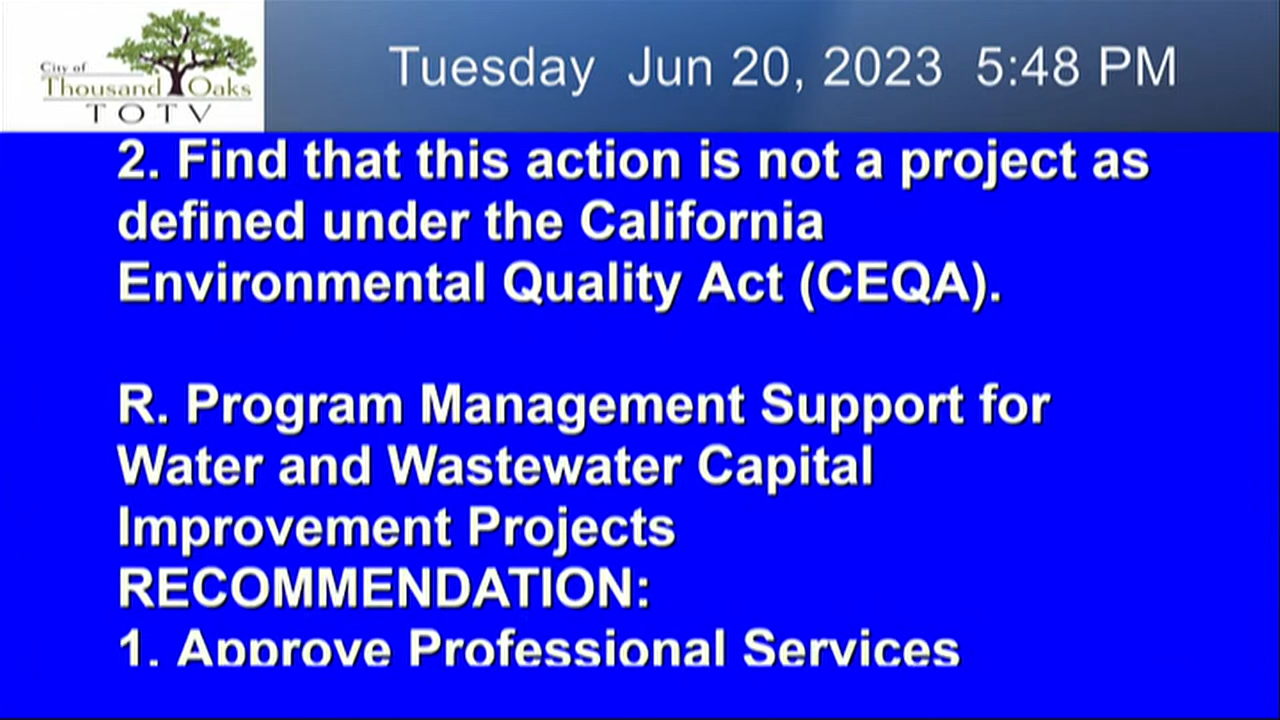 City of
Thousand Oaks
TOTV
Tuesday Jun 20, 2023 5:48 PM
2. Find that this action is not a project as
defined under the California
Environmental Quality Act (CEQA).
R. Program Management Support for
Water and Wastewater Capital
Improvement Projects
RECOMMENDATION:
1. Approve Professional Services